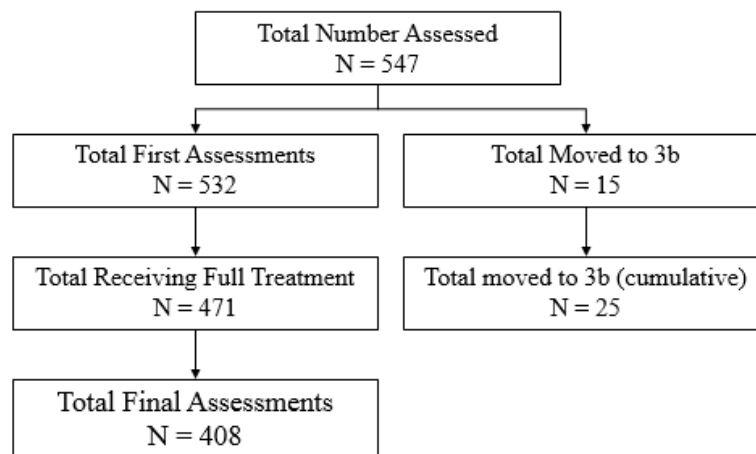 Total Number Assessed
N = 547
Total First Assessments
N = 532
Total Moved to 3b
N = 15
Total Receiving Full Treatment
N = 471
Total moved to 3b (cumulative)
N = 25
Total Final Assessments
N = 408